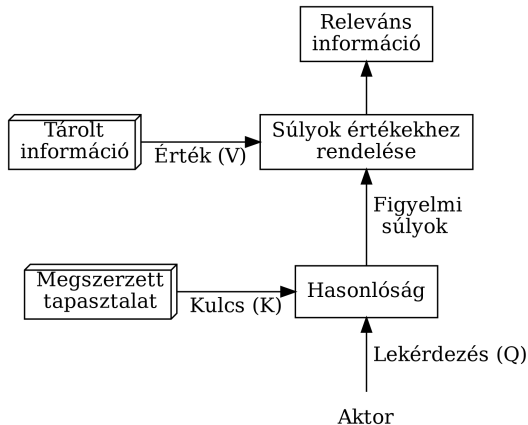 Releváns
információ
Tárolt
információ
Érték (V)
Súlyok értékekhez
rendelése
Figyelmi
súlyok
Megszerzett
tapasztalat
Kulcs (K)
Hasonlóság
Lekérdezés (Q)
Aktor